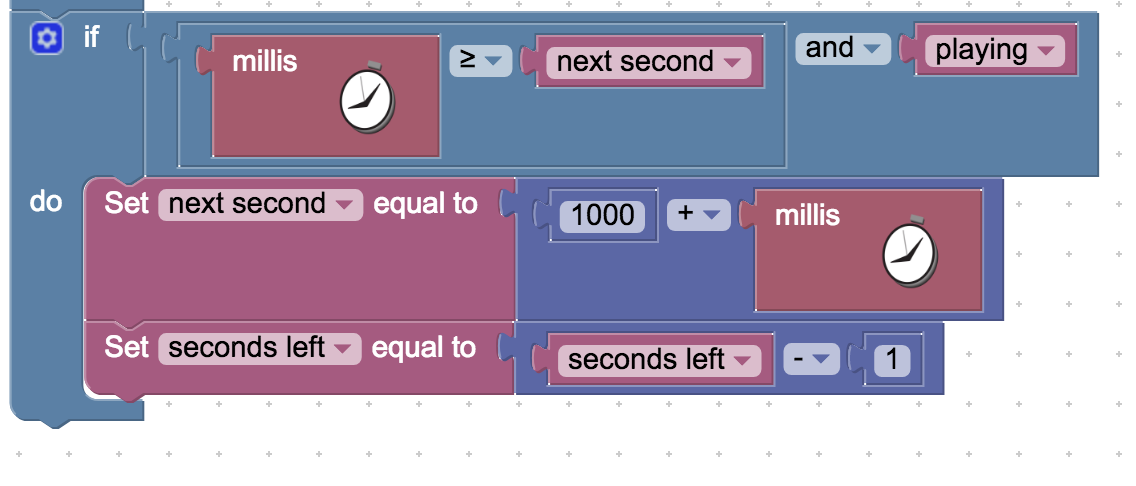 if millis ≥ next second and playing
do Set next second equal to 1000 + millis
Set seconds left equal to seconds left - 1